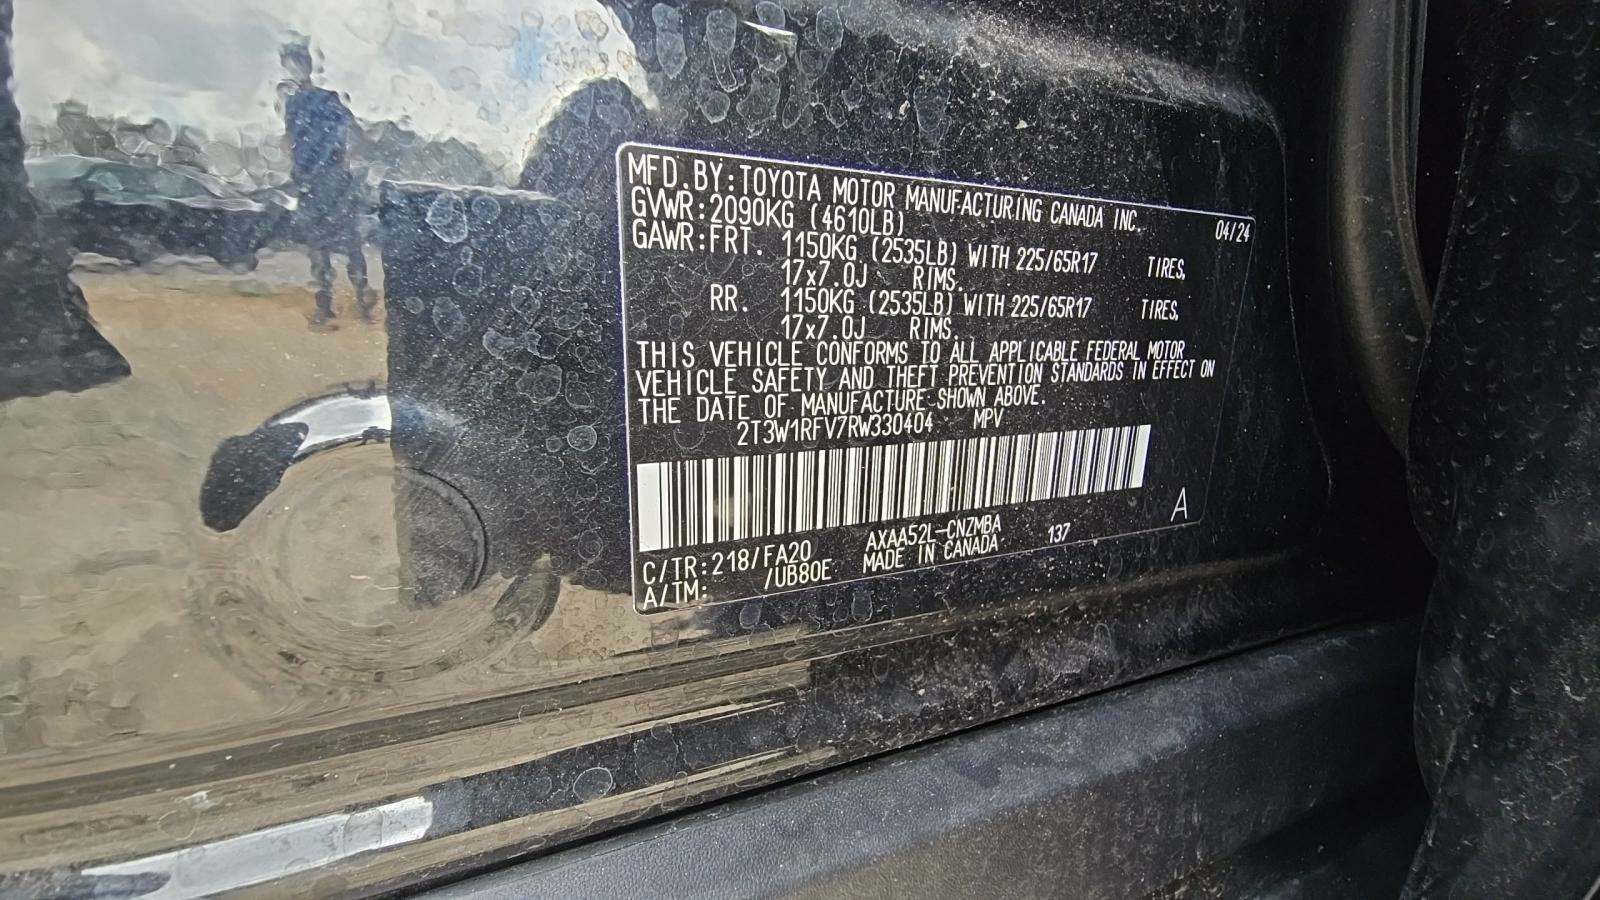 MFD.BY:TOYOTA MOTOR MANUFACTURING CANADA INC.
GVWR:2090KG (4610LB) 04/24
GAWR:FRT. 1150KG (2535LB) WITH 225/65R17 TIRES,
17x7.0J RIMS.
RR. 1150KG (2535LB) WITH 225/65R17 TIRES,
17x7.0J RIMS.
THIS VEHICLE CONFORMS TO ALL APPLICABLE FEDERAL MOTOR
VEHICLE SAFETY AND THEFT PREVENTION STANDARDS IN EFFECT ON
THE DATE OF MANUFACTURE SHOWN ABOVE.
2T3W1RFV7RW330404 MPV
A
C/TR:218/FA20 AXAA52L-CNZMBA 137
A/TM: /UB80E MADE IN CANADA